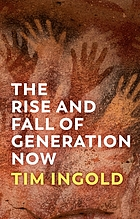 THE
RISE AND
FALL OF
GENERATION
NOW
TIM INGOLD